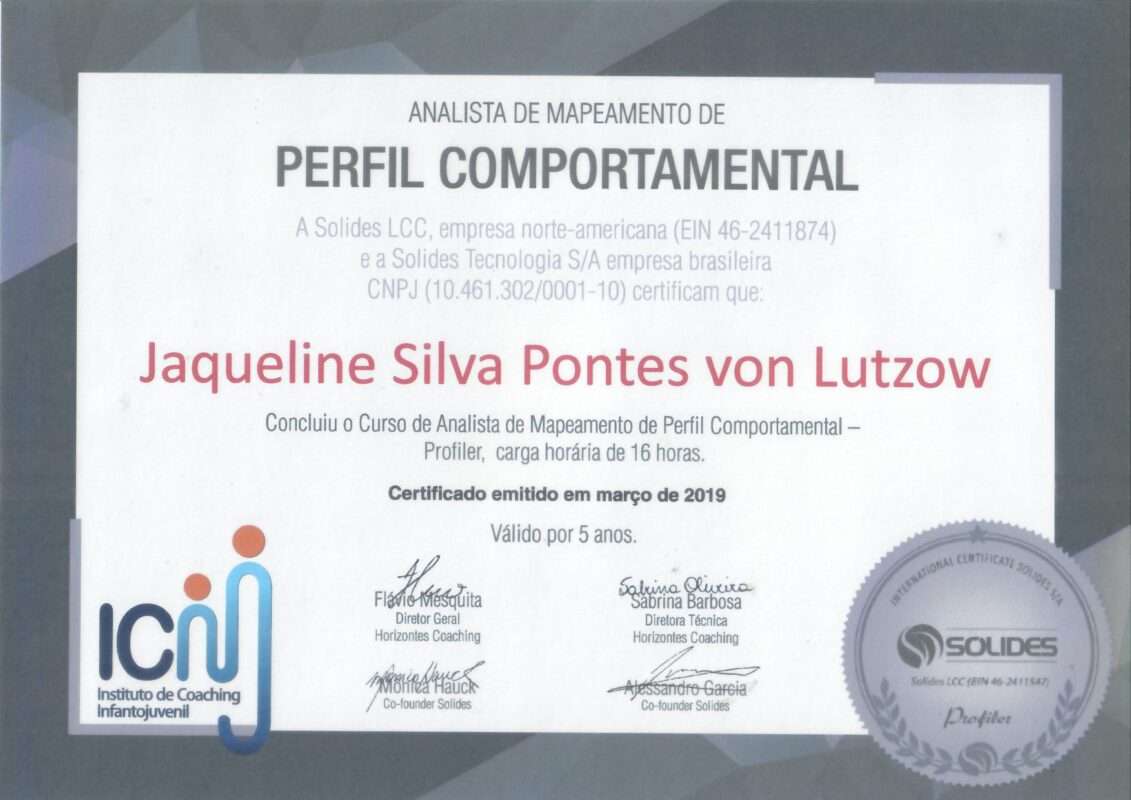 ANALISTA DE MAPEAMENTO DE
PERFIL COMPORTAMENTAL
A Solides LCC, empresa norte-americana (EIN 46-2411874)
e a Solides Tecnologia S/A empresa brasileira
CNPJ (10.461.302/0001-10) certificam que:
Jaqueline Silva Pontes von Lutzow
Concluiu o Curso de Analista de Mapeamento de Perfil Comportamental –
Profiler, carga horária de 16 horas.
Certificado emitido em março de 2019
Válido por 5 anos.
Flávio Mesquita
Diretor Geral
Horizontes Coaching
Sabrina Oliveira
Sabrina Barbosa
Diretora Técnica
Horizontes Coaching
Mônica Hauck
Co-founder Solides
Alessandro Garcia
Co-founder Solides
ICIJ
Instituto de Coaching
Infantojuvenil
INTERNATIONAL CERTIFICATE SOLIDES S/A
SOLIDES
Solides LCC (EIN 46-2411547)
Profiler